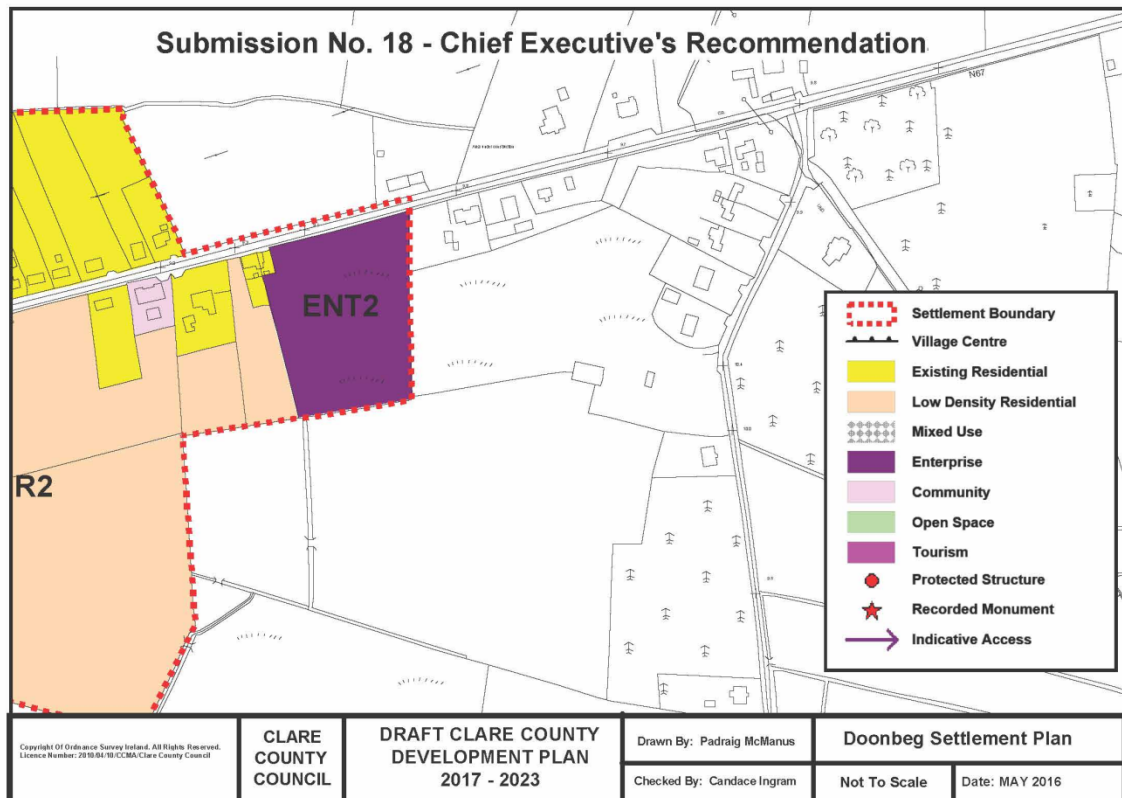 Submission No. 18 - Chief Executive's Recommendation
N67
ENT2
R2
Settlement Boundary
Village Centre
Existing Residential
Low Density Residential
Mixed Use
Enterprise
Community
Open Space
Tourism
Protected Structure
Recorded Monument
Indicative Access
Copyright Of Ordnance Survey Ireland. All Rights Reserved.
Licence Number: 2010/04/10/CCMA/Clare County Council
CLARE
COUNTY
COUNCIL
DRAFT CLARE COUNTY
DEVELOPMENT PLAN
2017 - 2023
Drawn By: Padraig McManus
Checked By: Candace Ingram
Doonbeg Settlement Plan
Not To Scale
Date: MAY 2016